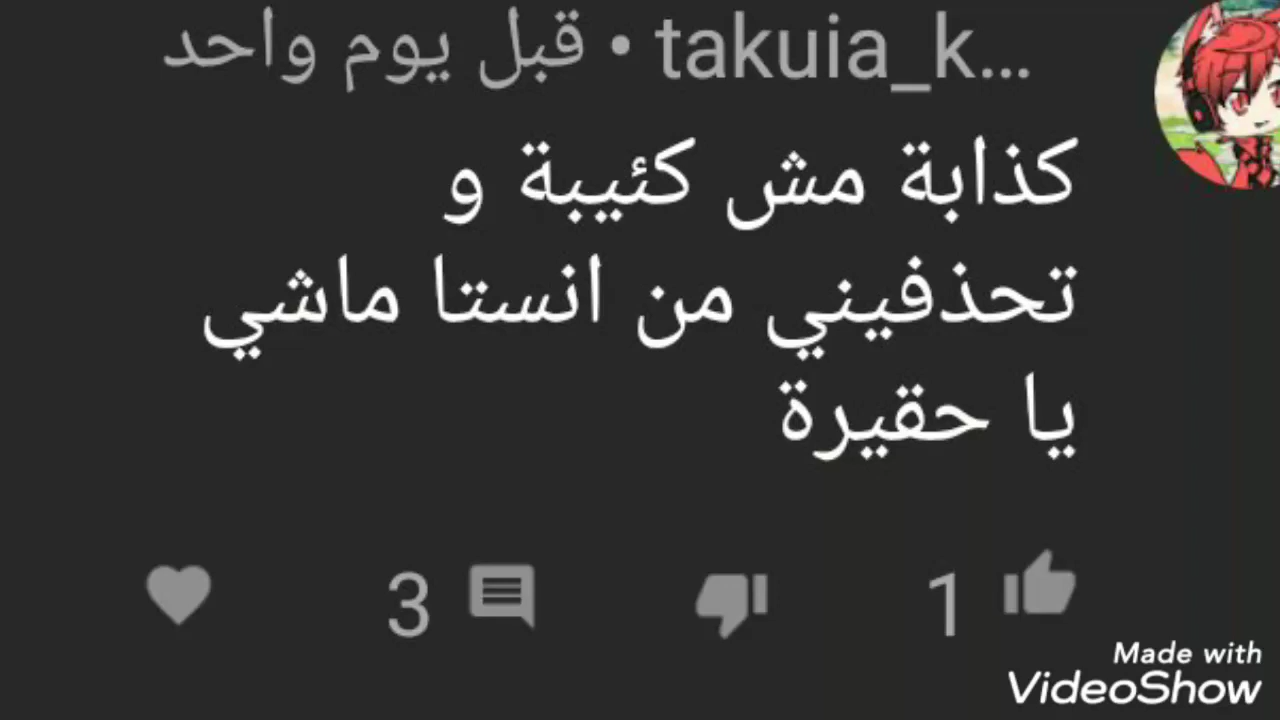 takuia_k... • قبل يوم واحد
كذابة مش كئيبة و
تحذفيني من انستا ماشي
يا حقيرة
1 3
Made with
VideoShow